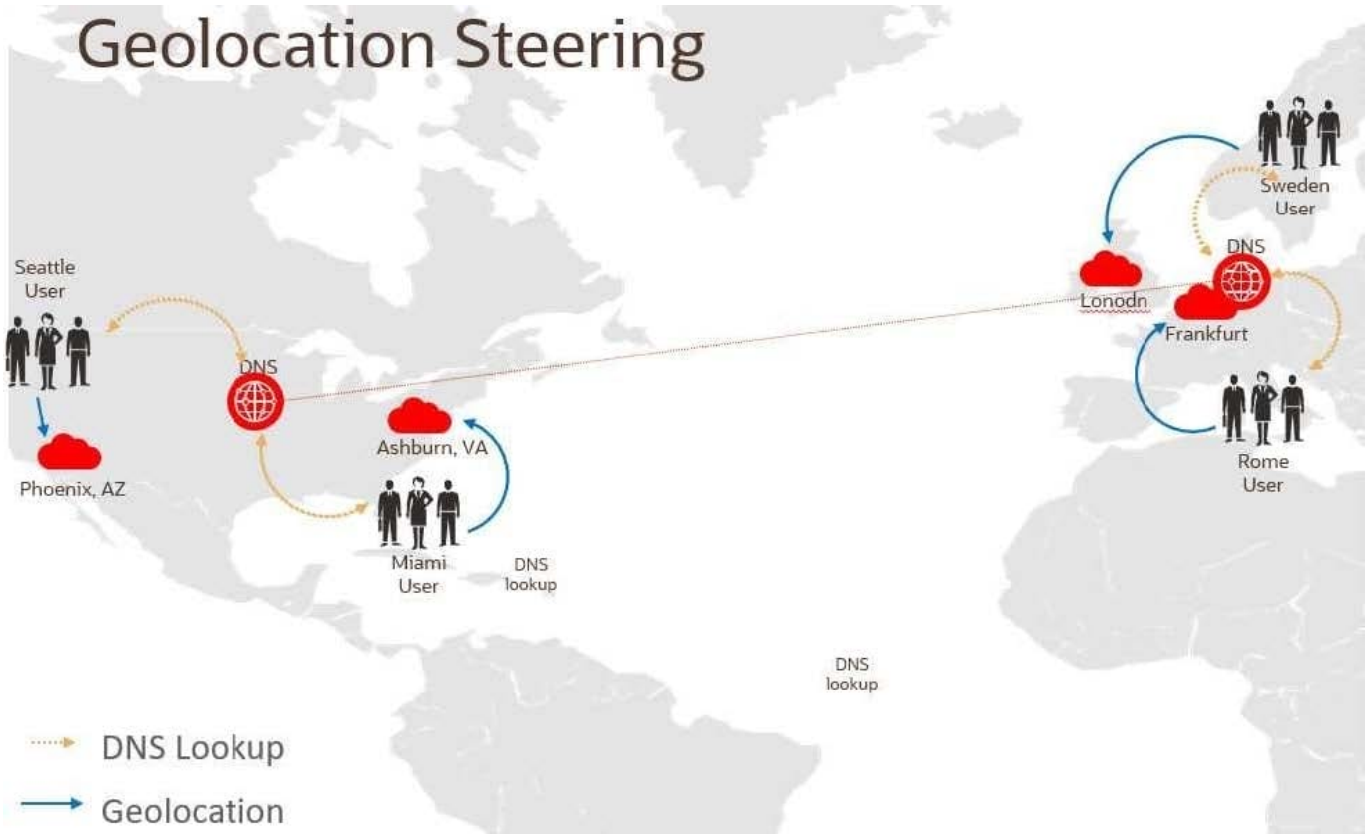 Geolocation Steering
Sweden
User
DNS
Lonodn
Frankfurt
Seattle
User
DNS
Ashburn, VA
Phoenix, AZ
Rome
User
Miami
User
DNS
lookup
DNS
lookup
DNS Lookup
Geolocation